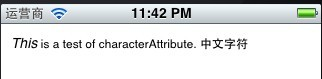 运营商 11:42 PM
This is a test of characterAttribute. 中文字符